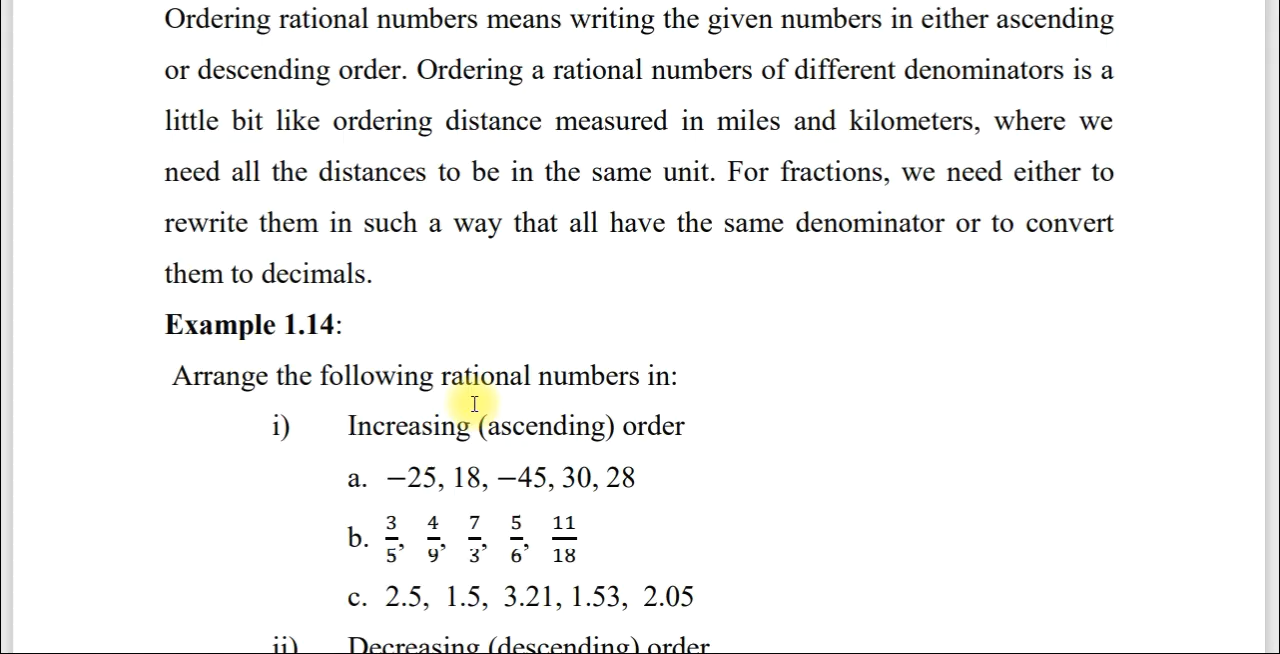 Ordering rational numbers means writing the given numbers in either ascending
or descending order. Ordering a rational numbers of different denominators is a
little bit like ordering distance measured in miles and kilometers, where we
need all the distances to be in the same unit. For fractions, we need either to
rewrite them in such a way that all have the same denominator or to convert
them to decimals.
Example 1.14:
Arrange the following rational numbers in:
i) Increasing (ascending) order
a. −25, 18, −45, 30, 28
b. 3/5, 4/9, 7/3, 5/6, 11/18
c. 2.5, 1.5, 3.21, 1.53, 2.05
ii) Decreasing (descending) order